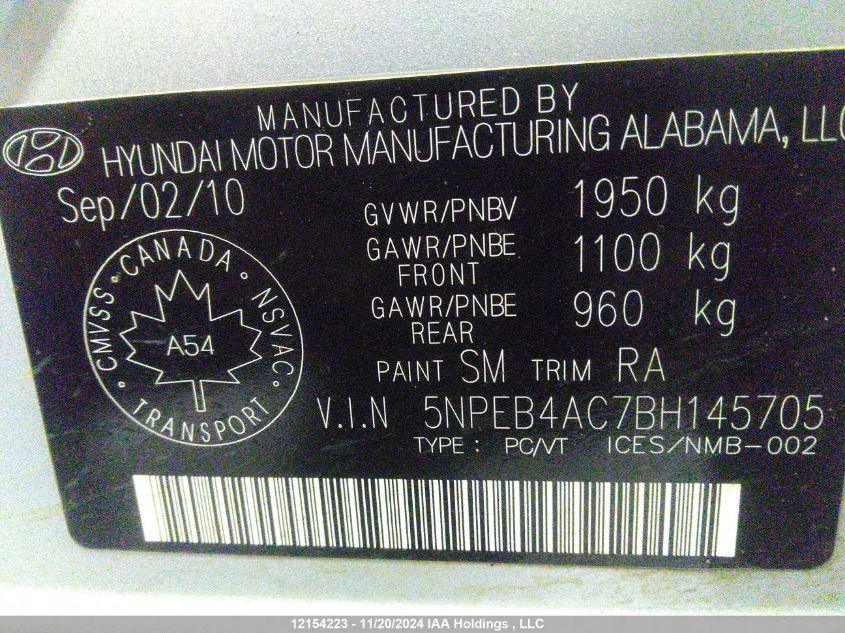 MANUFACTURED BY
HYUNDAI MOTOR MANUFACTURING ALABAMA, LLC
Sep/02/10
GVWR/PNBV 1950 kg
GAWR/PNBE FRONT 1100 kg
GAWR/PNBE REAR 960 kg
CMVSS · CANADA · NSVAC · TRANSPORT ·
A54
PAINT SM TRIM RA
V.I.N 5NPEB4AC7BH145705
TYPE : PC/VT ICES/NMB-002
12154223 - 11/20/2024 IAA Holdings , LLC